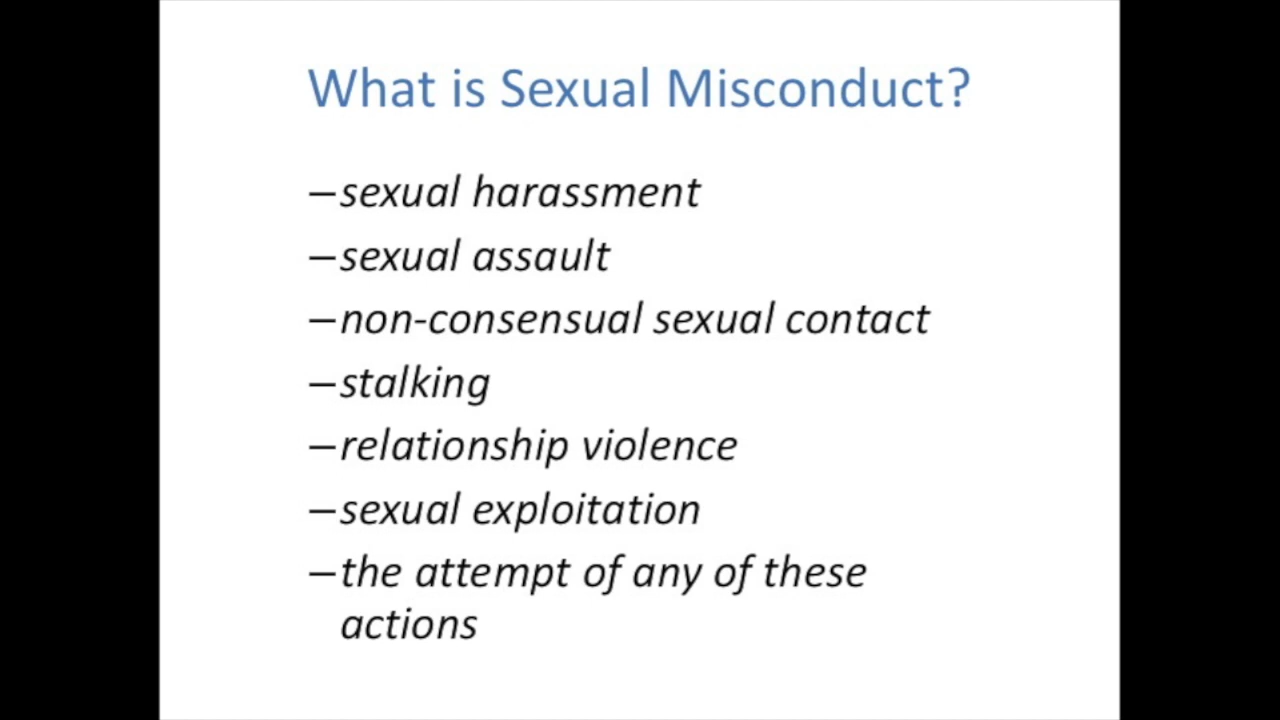 What is Sexual Misconduct?
–sexual harassment
–sexual assault
–non-consensual sexual contact
–stalking
–relationship violence
–sexual exploitation
–the attempt of any of these
actions